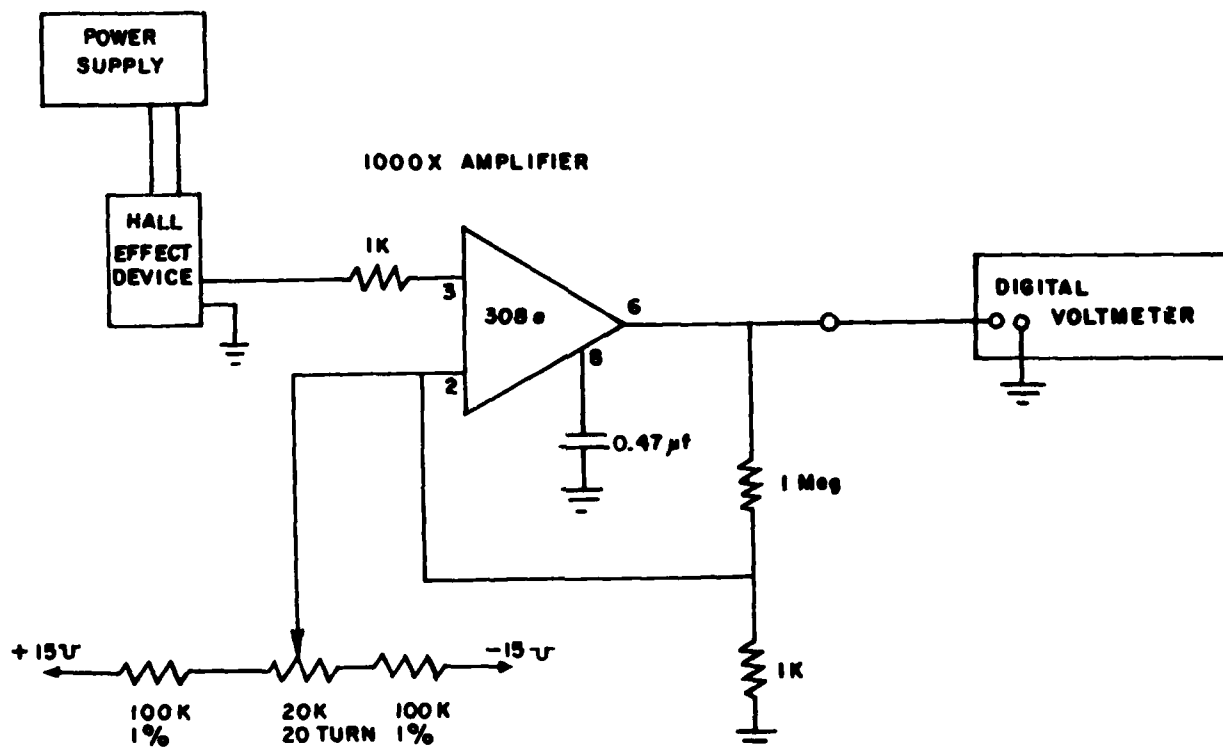 POWER
SUPPLY
1000X AMPLIFIER
HALL
EFFECT
DEVICE
1K
3
308a
6
8
2
0.47 µf
DIGITAL
VOLTMETER
1 Meg
+15v
-15v
1K
100K
1%
20K
20 TURN
100K
1%